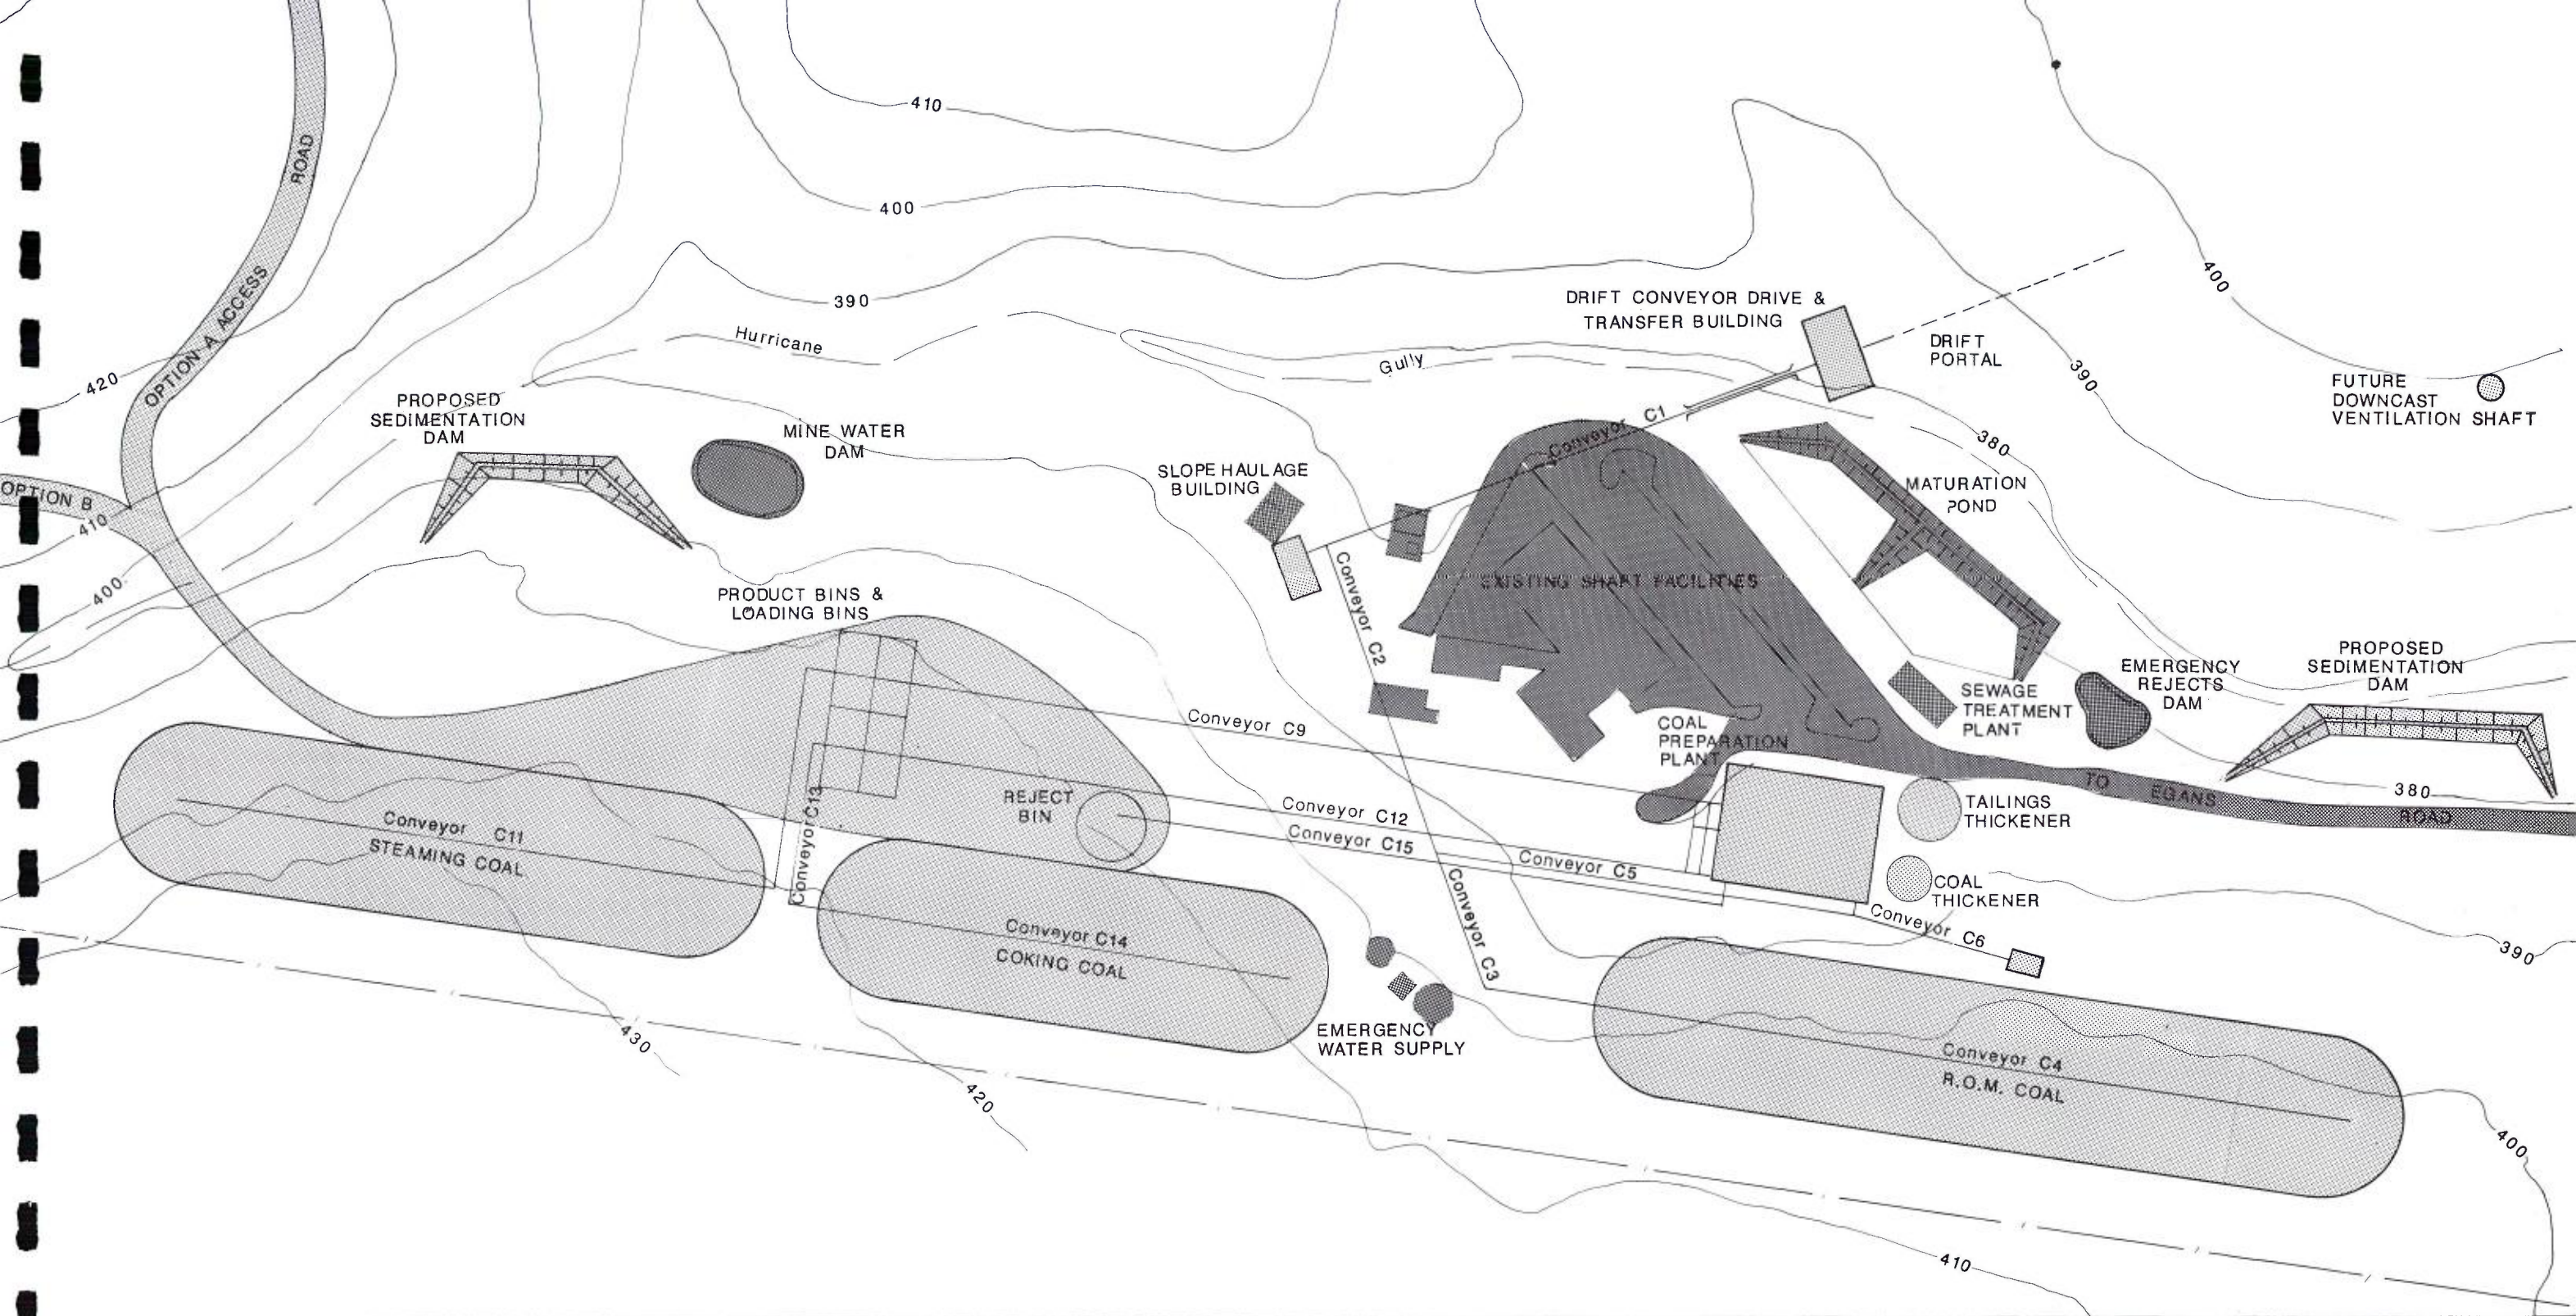 ROAD
OPTION A ACCESS
OPTION B
410
400
390
420
410
400
Hurricane
Gully
PROPOSED
SEDIMENTATION
DAM
MINE WATER
DAM
DRIFT CONVEYOR DRIVE &
TRANSFER BUILDING
DRIFT
PORTAL
400
390
380
FUTURE
DOWNCAST
VENTILATION SHAFT
Conveyor C1
SLOPE HAULAGE
BUILDING
MATURATION
POND
Conveyor C2
EXISTING SHAFT FACILITIES
PRODUCT BINS &
LOADING BINS
PROPOSED
SEDIMENTATION
DAM
EMERGENCY
REJECTS
DAM
SEWAGE
TREATMENT
PLANT
COAL
PREPARATION
PLANT
Conveyor C9
TO EGANS ROAD
380
REJECT
BIN
Conveyor C12
Conveyor C15
Conveyor C5
TAILINGS
THICKENER
COAL
THICKENER
Conveyor C13
Conveyor C11
STEAMING COAL
Conveyor C3
Conveyor C6
Conveyor C14
COKING COAL
390
EMERGENCY
WATER SUPPLY
Conveyor C4
R.O.M. COAL
430
420
400
410